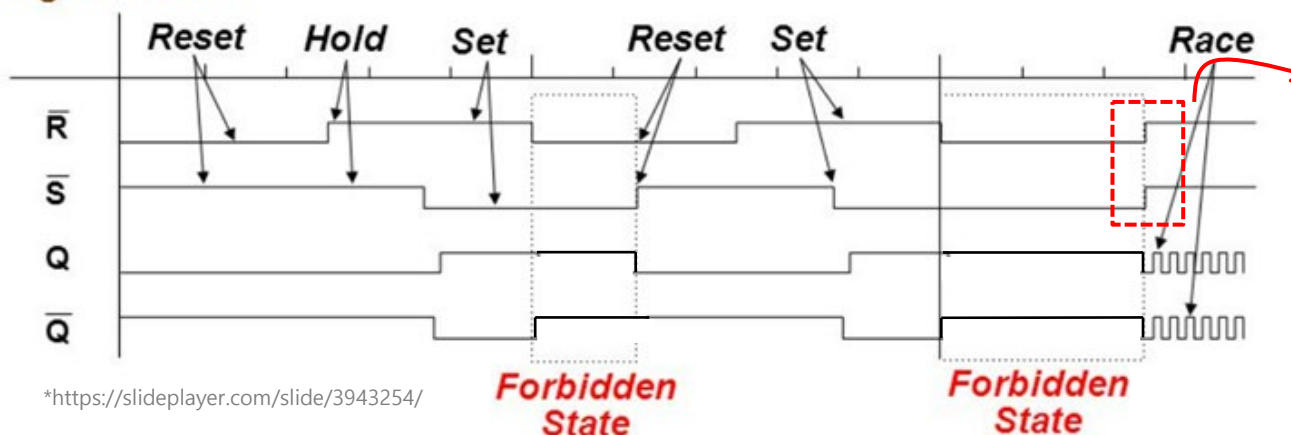 Reset Hold Set Reset Set Race
R̅
S̅
Q
Q̅
*https://slideplayer.com/slide/3943254/
Forbidden
State
Forbidden
State